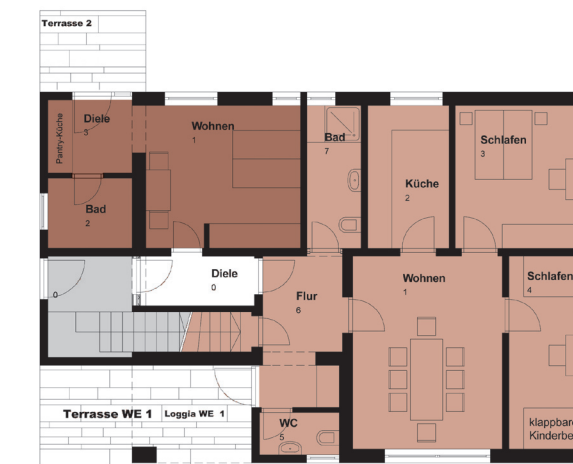 Terrasse 2
Pantry-Küche
Diele
3
Wohnen
1
Bad
7
Schlafen
3
Küche
2
Bad
2
Diele
0
0
Flur
6
Wohnen
1
Schlafen
4
Terrasse WE 1
Loggia WE 1
WC
5
klappbare
Kinderbe